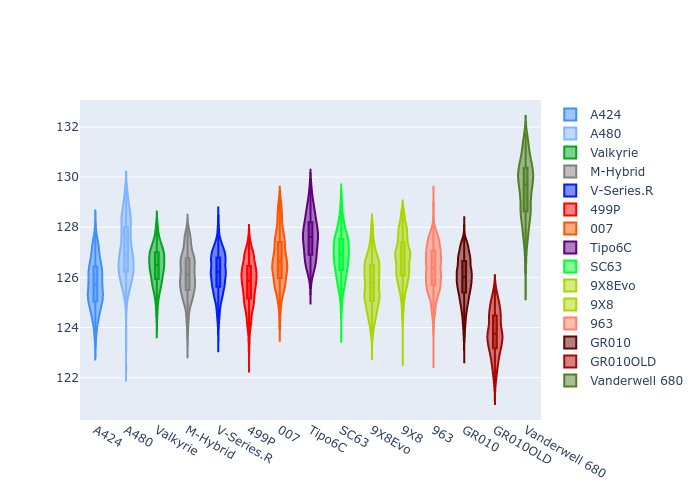 132
130
128
126
124
122
A424
A480
Valkyrie
M-Hybrid
V-Series.R
499P
007
Tipo6C
SC63
9X8Evo
9X8
963
GR010
GR010OLD
Vanderwell 680
A424
A480
Valkyrie
M-Hybrid
V-Series.R
499P
007
Tipo6C
SC63
9X8Evo
9X8
963
GR010
GR010OLD
Vanderwell 680